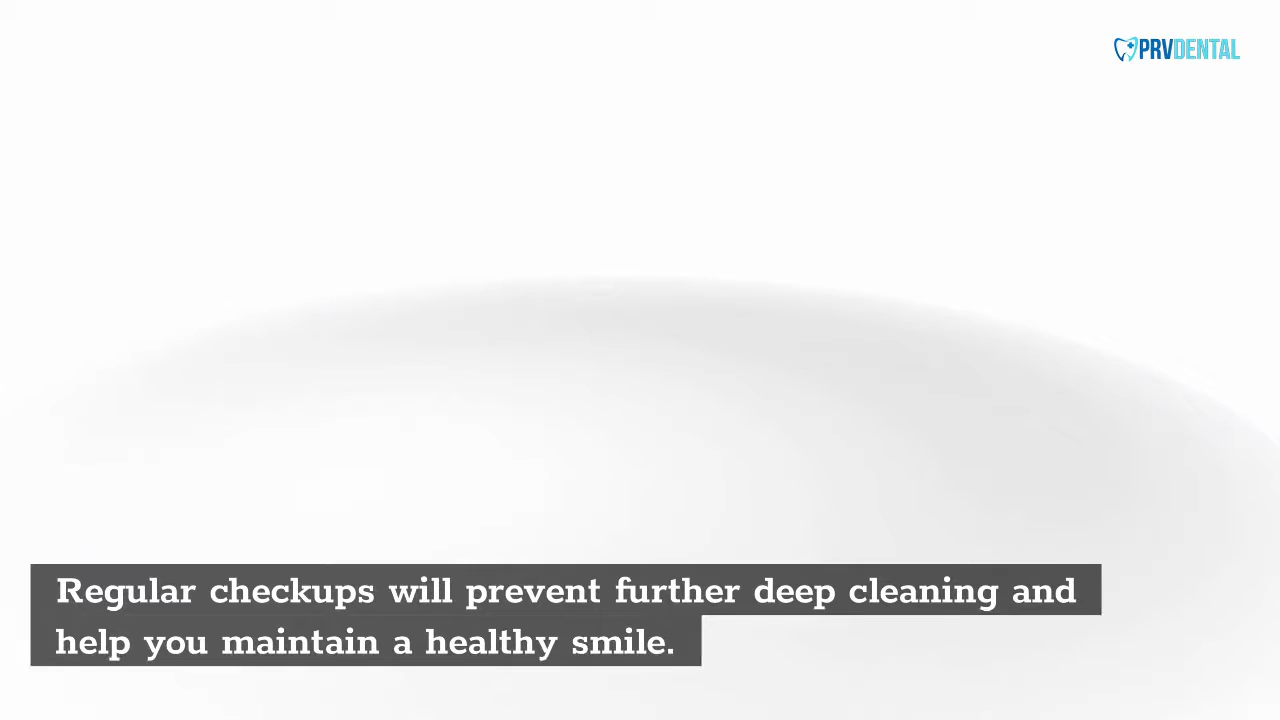 PRVDENTAL
Regular checkups will prevent further deep cleaning and
help you maintain a healthy smile.